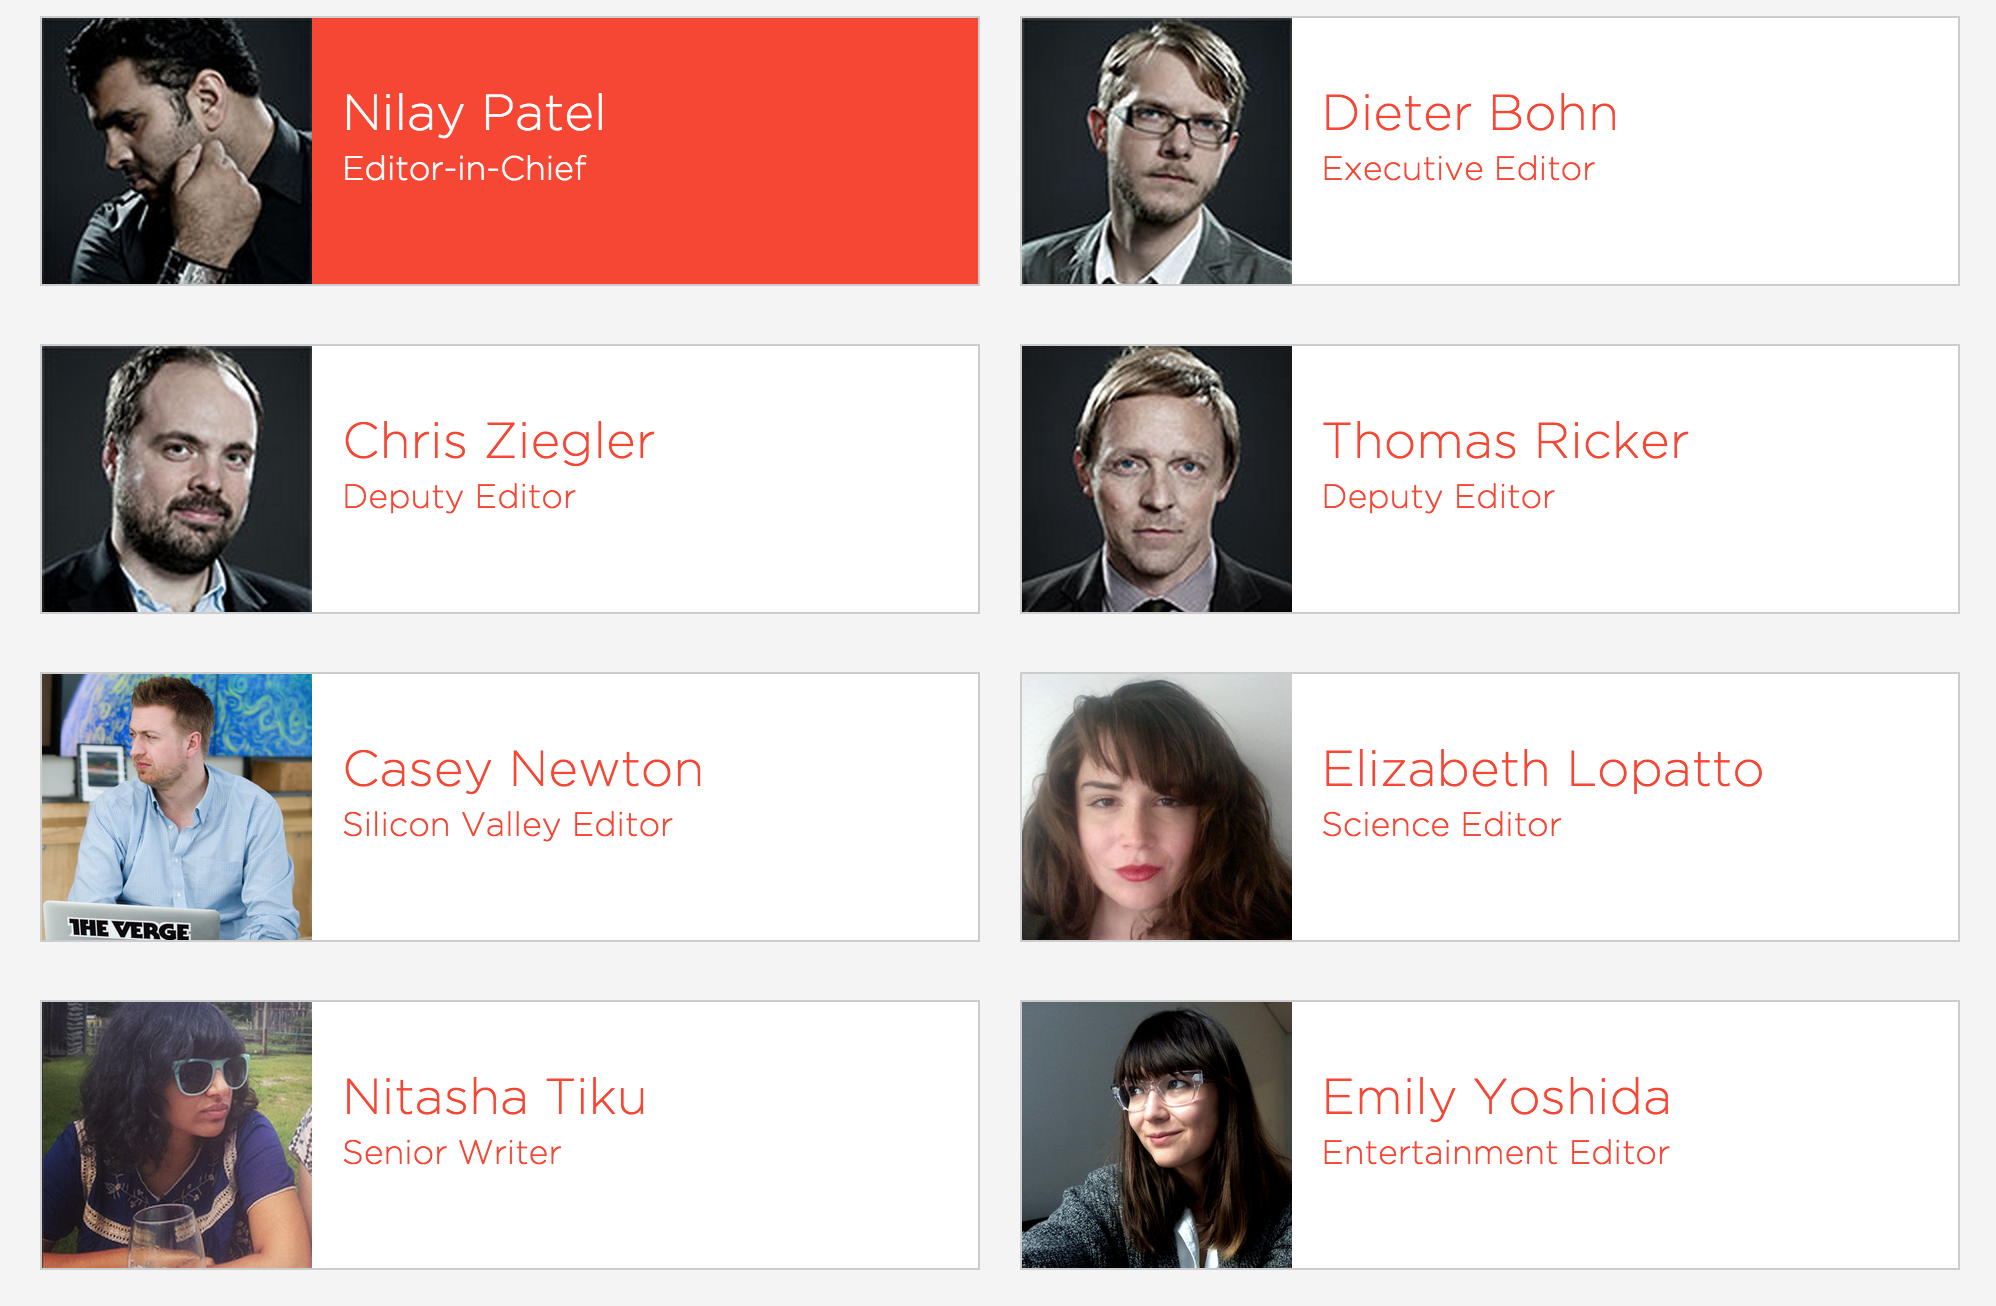 Nilay Patel
Editor-in-Chief
Dieter Bohn
Executive Editor
Chris Ziegler
Deputy Editor
Thomas Ricker
Deputy Editor
Casey Newton
Silicon Valley Editor
THE VERGE
Elizabeth Lopatto
Science Editor
Nitasha Tiku
Senior Writer
Emily Yoshida
Entertainment Editor